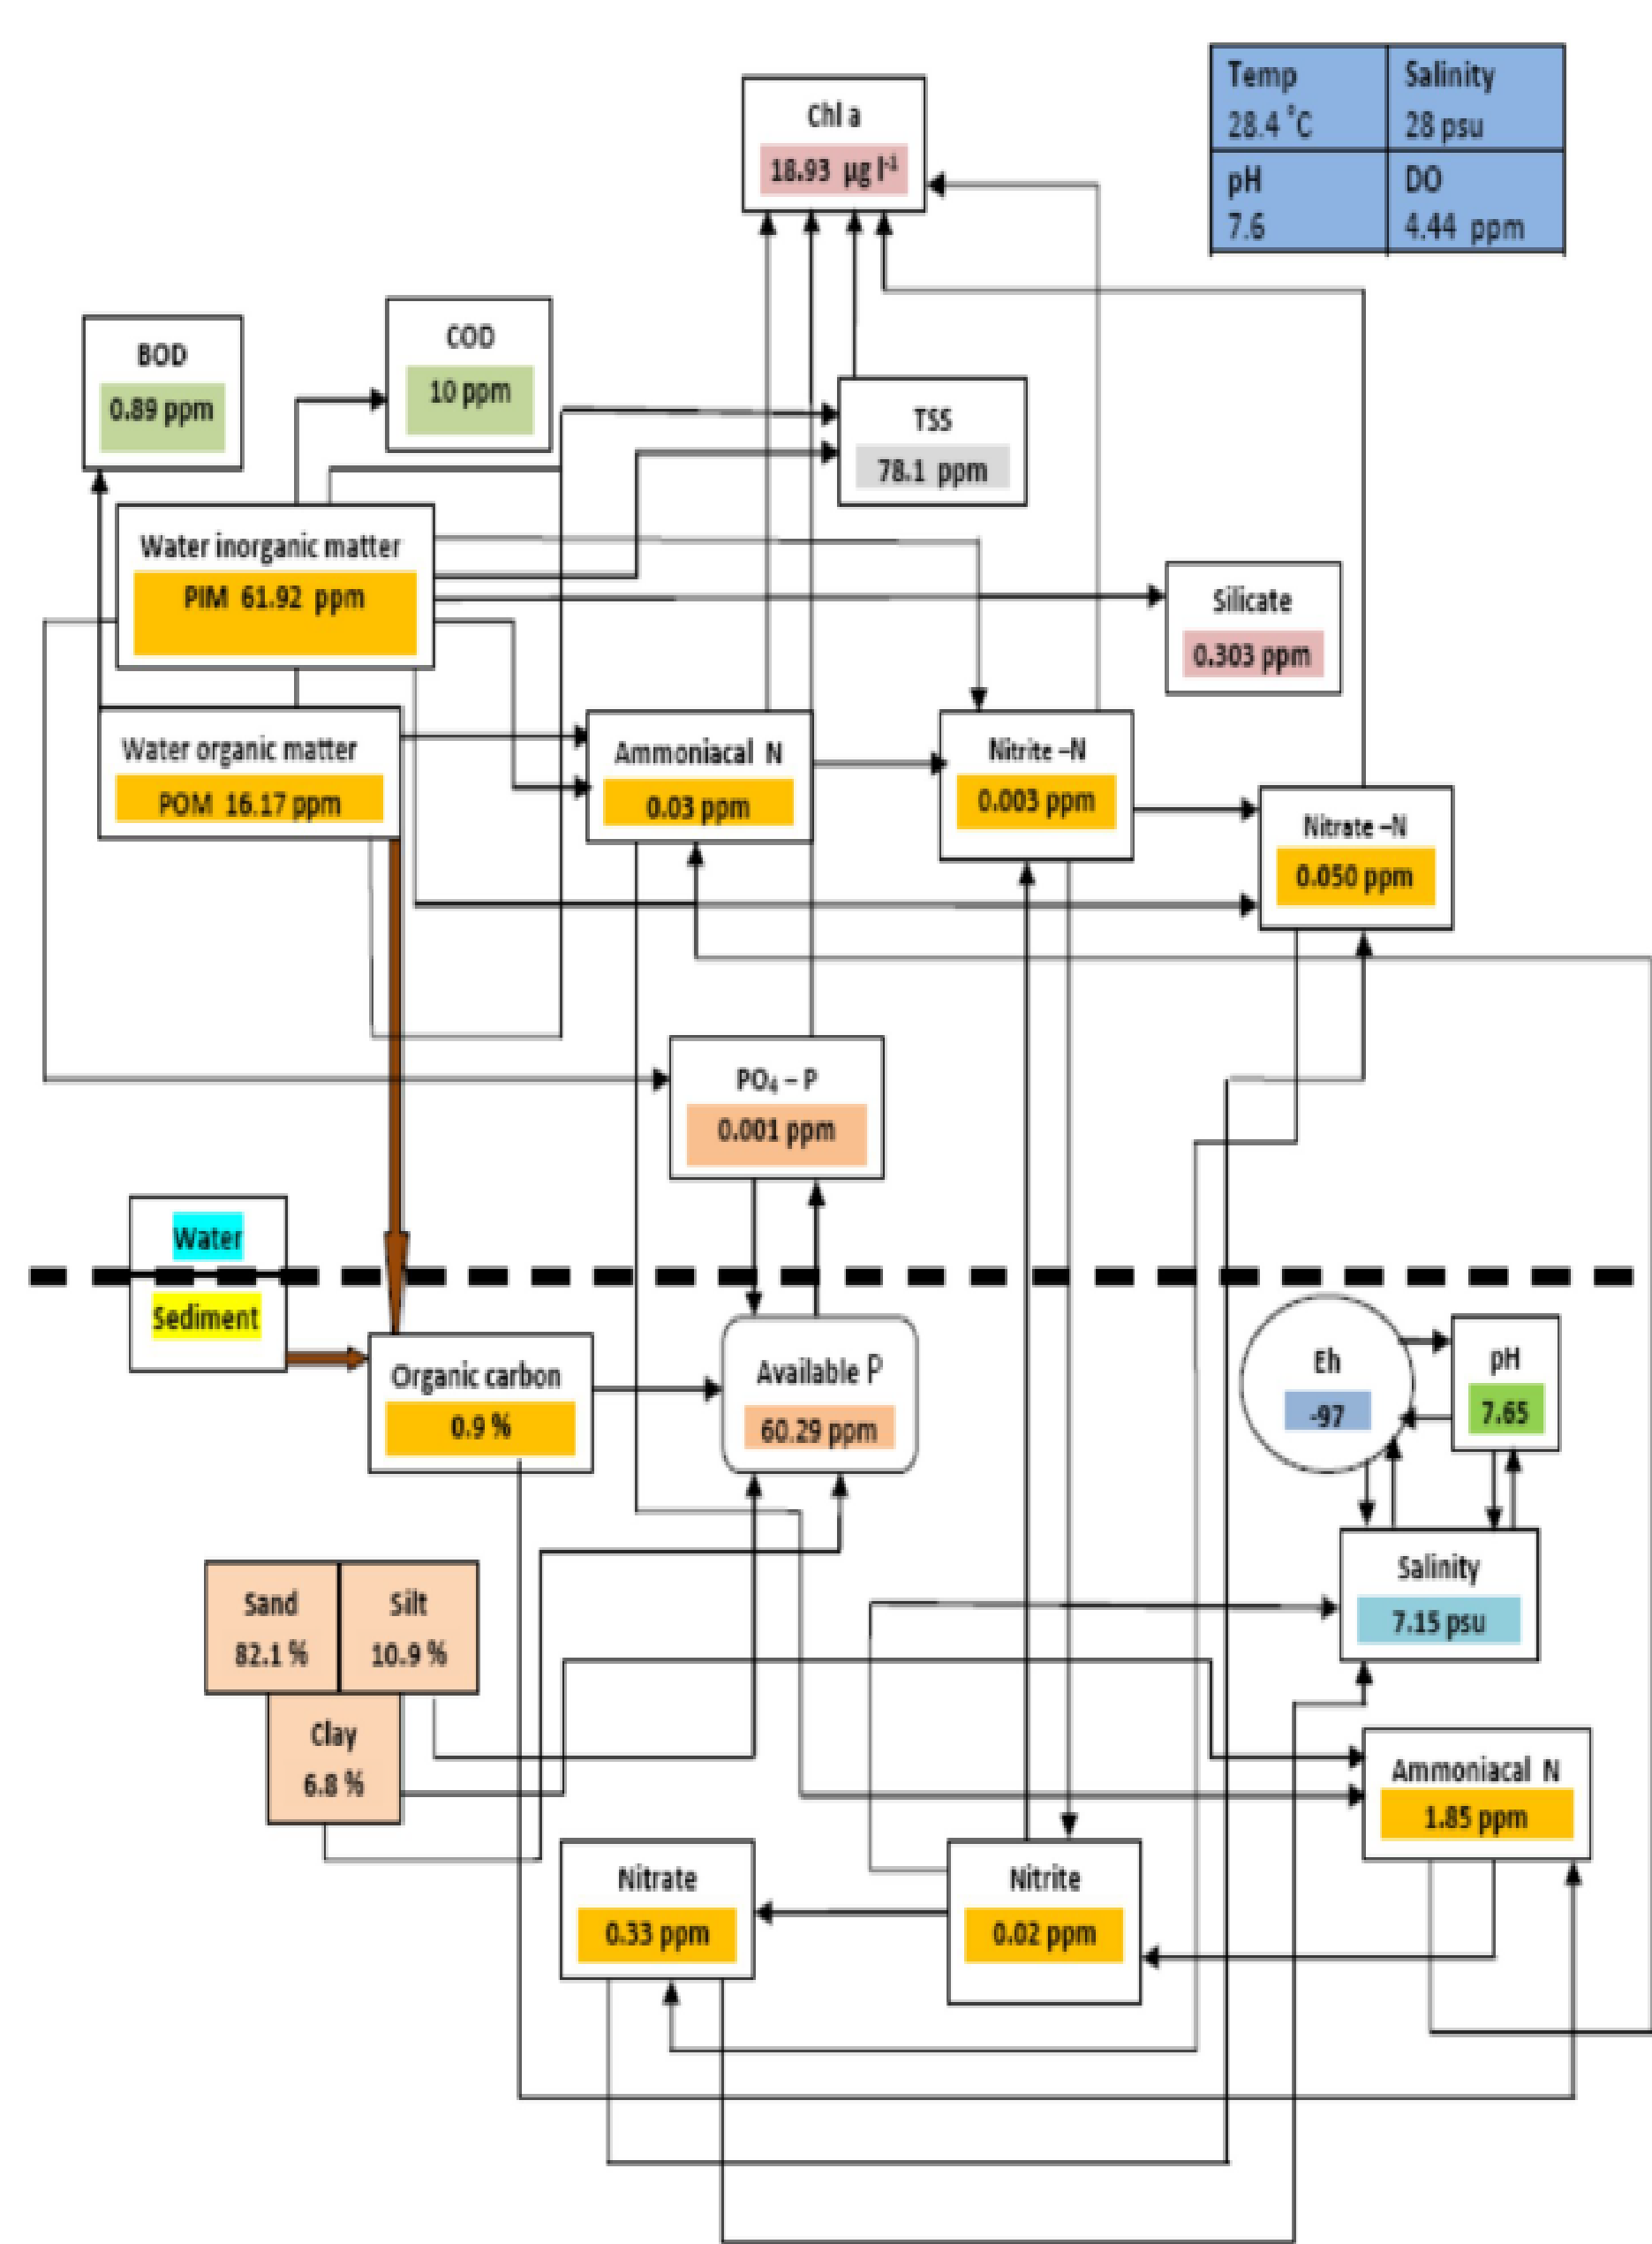 Temp
28.4 °C
Salinity
28 psu
pH
7.6
DO
4.44 ppm
Chl a
18.93 µg l⁻¹
BOD
0.89 ppm
COD
10 ppm
TSS
78.1 ppm
Water inorganic matter
PIM 61.92 ppm
Silicate
0.303 ppm
Water organic matter
POM 16.17 ppm
Ammoniacal N
0.03 ppm
Nitrite –N
0.003 ppm
Nitrate –N
0.050 ppm
PO₄ – P
0.001 ppm
Water
Sediment
Organic carbon
0.9 %
Available P
60.29 ppm
Eh
-97
pH
7.65
Salinity
7.15 psu
Sand
82.1 %
Silt
10.9 %
Clay
6.8 %
Ammoniacal N
1.85 ppm
Nitrate
0.33 ppm
Nitrite
0.02 ppm